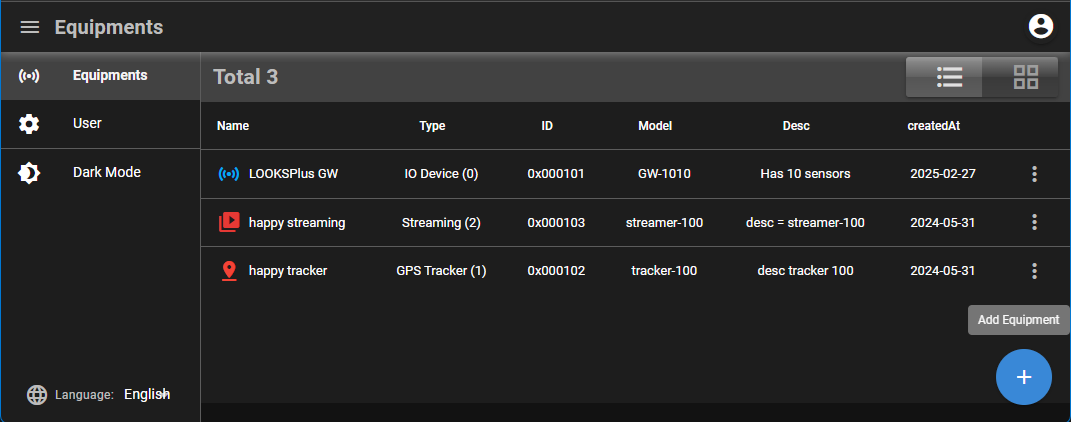 Equipments
Equipments
Total 3
User
Dark Mode
Name Type ID Model Desc createdAt
LOOKSPlus GW IO Device (0) 0x000101 GW-1010 Has 10 sensors 2025-02-27
happy streaming Streaming (2) 0x000103 streamer-100 desc = streamer-100 2024-05-31
happy tracker GPS Tracker (1) 0x000102 tracker-100 desc tracker 100 2024-05-31
Add Equipment
+
Language: English